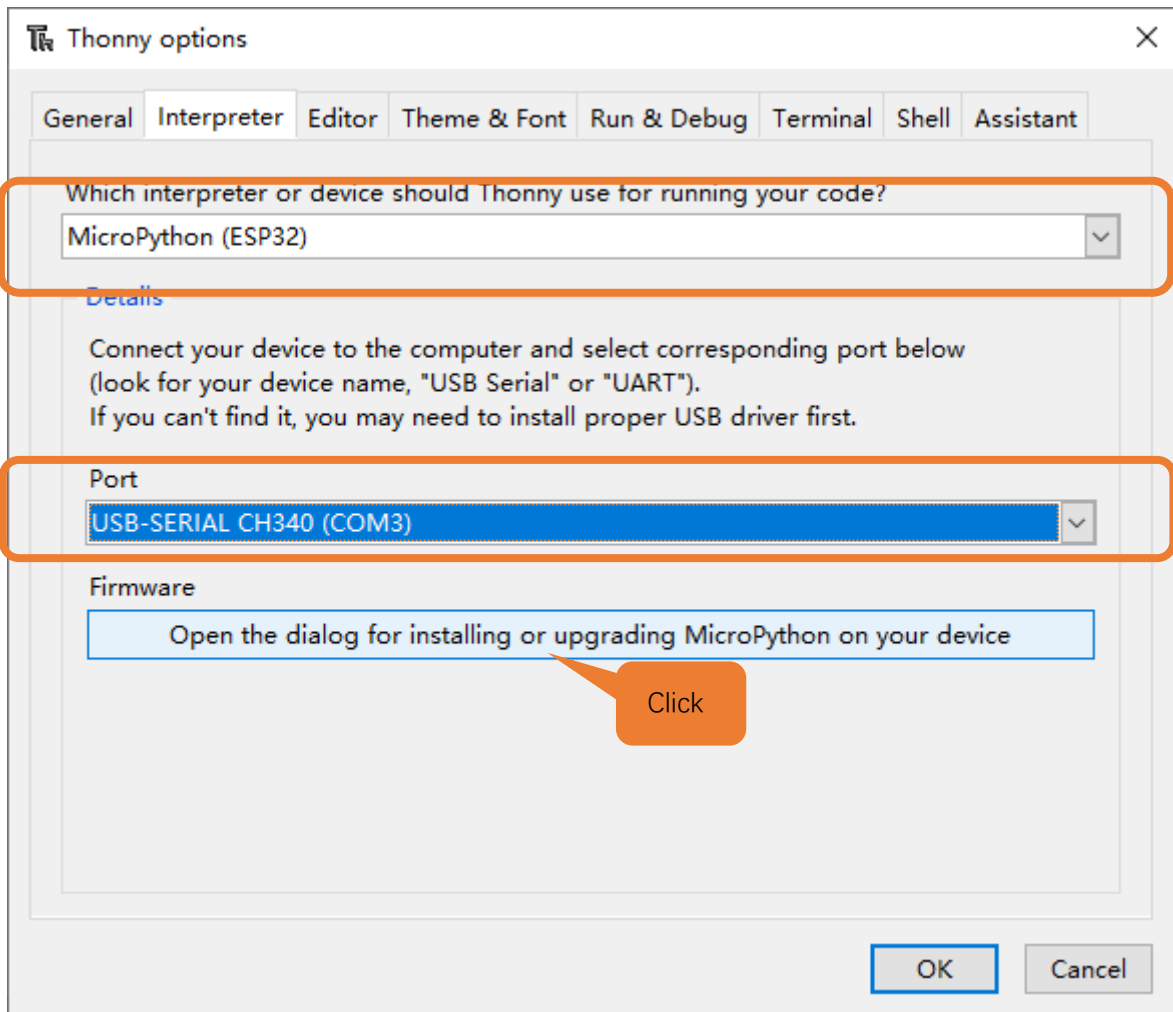 Thonny options
General Interpreter Editor Theme & Font Run & Debug Terminal Shell Assistant
Which interpreter or device should Thonny use for running your code?
MicroPython (ESP32)
Details
Connect your device to the computer and select corresponding port below
(look for your device name, "USB Serial" or "UART").
If you can't find it, you may need to install proper USB driver first.
Port
USB-SERIAL CH340 (COM3)
Firmware
Open the dialog for installing or upgrading MicroPython on your device
Click
OK Cancel